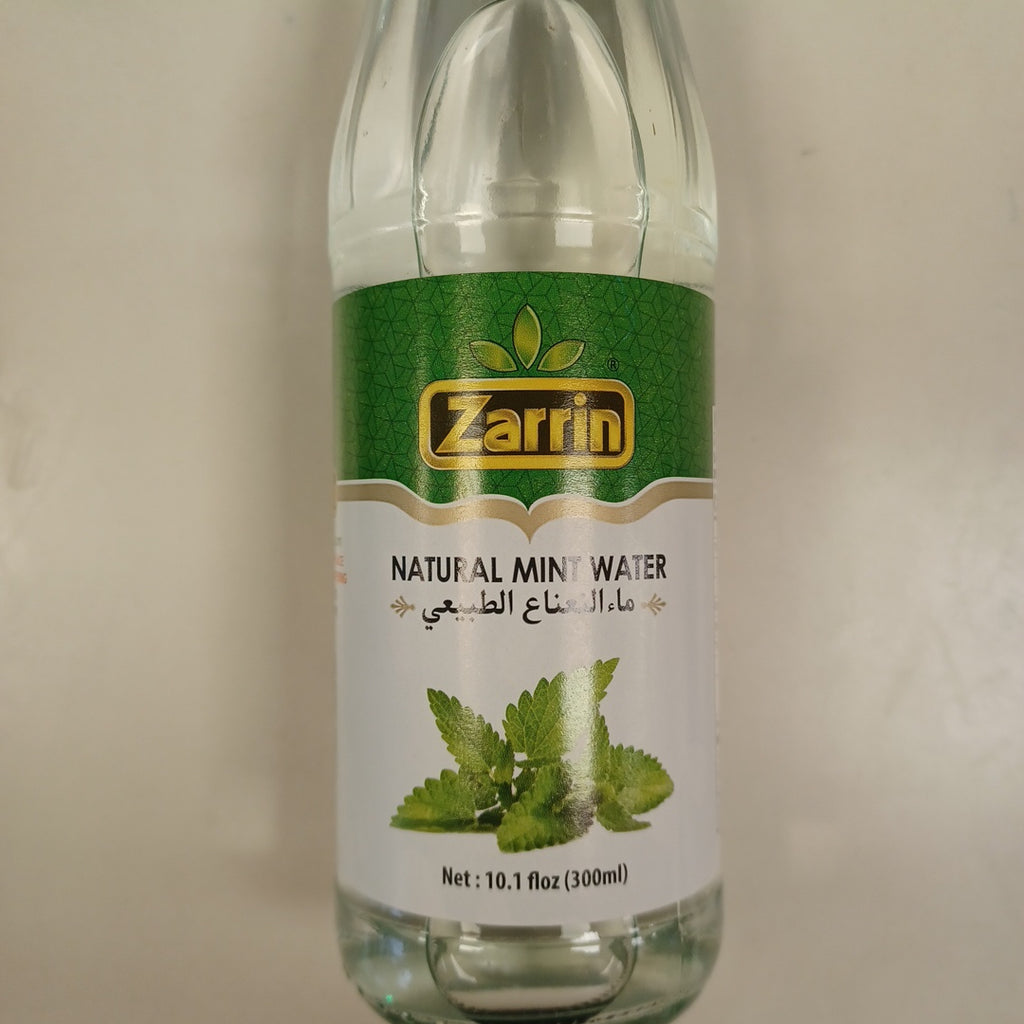 Zarrin
®
NATURAL MINT WATER
ماء النعناع الطبيعي
Net : 10.1 floz (300ml)